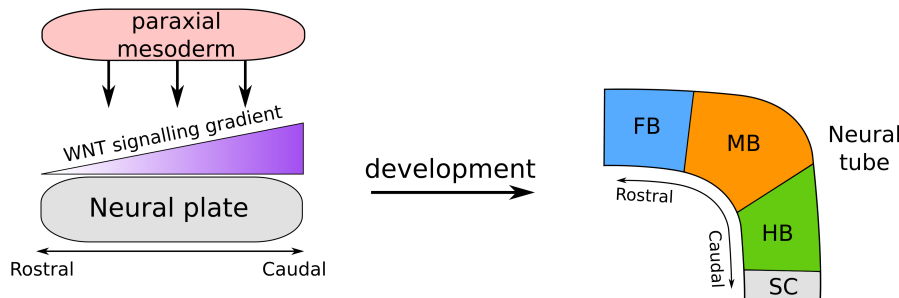 paraxial
mesoderm
WNT signalling gradient
Neural plate
Rostral
Caudal
development
FB
MB
HB
SC
Neural
tube
Rostral
Caudal